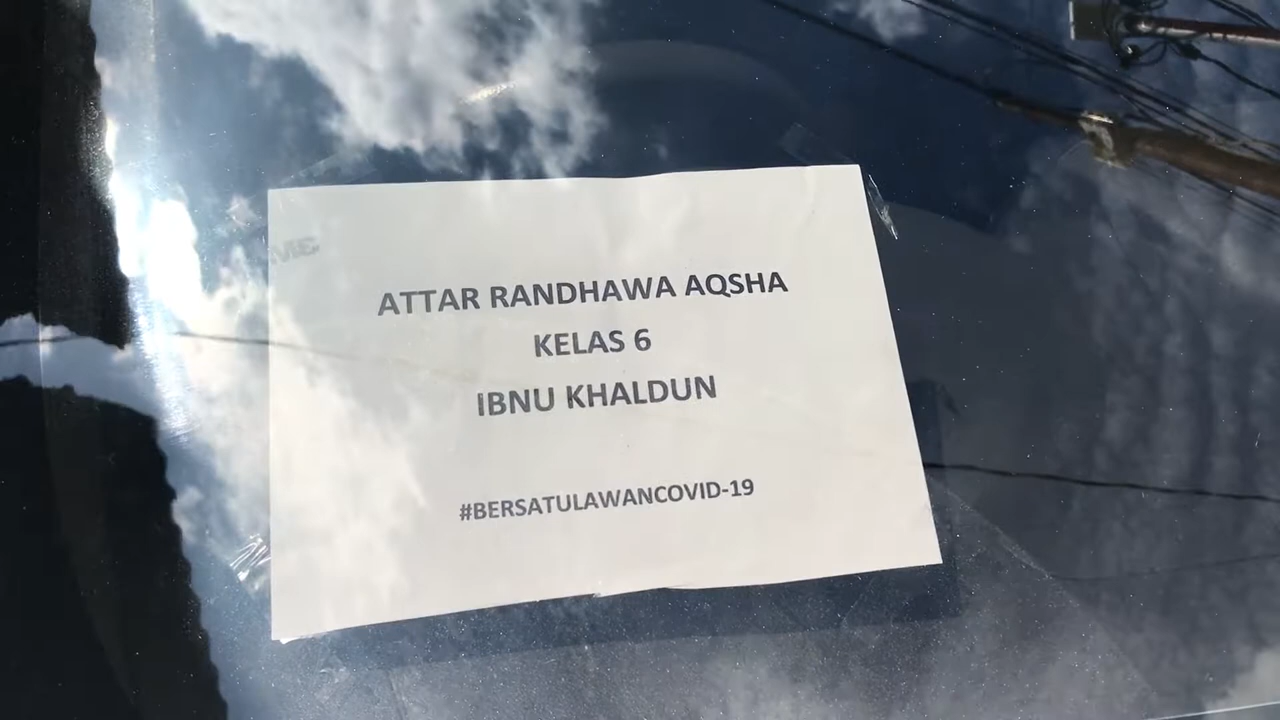 ATTAR RANDHAWA AQSHA
KELAS 6
IBNU KHALDUN
#BERSATULAWANCOVID-19